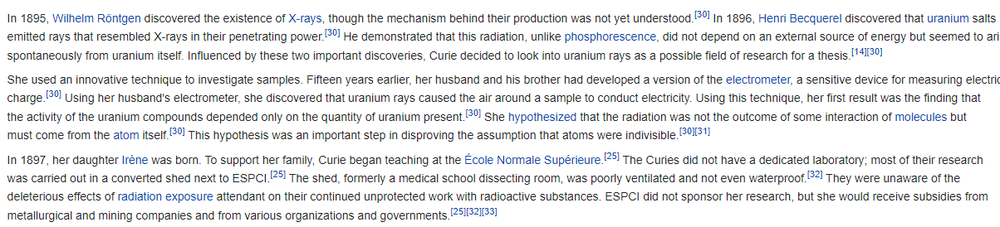 In 1895, Wilhelm Röntgen discovered the existence of X-rays, though the mechanism behind their production was not yet understood.[30] In 1896, Henri Becquerel discovered that uranium salts
emitted rays that resembled X-rays in their penetrating power.[30] He demonstrated that this radiation, unlike phosphorescence, did not depend on an external source of energy but seemed to ari
spontaneously from uranium itself. Influenced by these two important discoveries, Curie decided to look into uranium rays as a possible field of research for a thesis.[14][30]
She used an innovative technique to investigate samples. Fifteen years earlier, her husband and his brother had developed a version of the electrometer, a sensitive device for measuring electric
charge.[30] Using her husband's electrometer, she discovered that uranium rays caused the air around a sample to conduct electricity. Using this technique, her first result was the finding that
the activity of the uranium compounds depended only on the quantity of uranium present.[30] She hypothesized that the radiation was not the outcome of some interaction of molecules but
must come from the atom itself.[30] This hypothesis was an important step in disproving the assumption that atoms were indivisible.[30][31]
In 1897, her daughter Irène was born. To support her family, Curie began teaching at the École Normale Supérieure.[25] The Curies did not have a dedicated laboratory; most of their research
was carried out in a converted shed next to ESPCI.[25] The shed, formerly a medical school dissecting room, was poorly ventilated and not even waterproof.[32] They were unaware of the
deleterious effects of radiation exposure attendant on their continued unprotected work with radioactive substances. ESPCI did not sponsor her research, but she would receive subsidies from
metallurgical and mining companies and from various organizations and governments.[25][32][33]